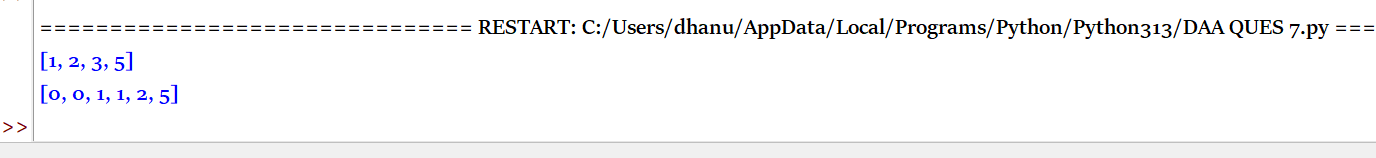 =============================== RESTART: C:/Users/dhanu/AppData/Local/Programs/Python/Python313/DAA QUES 7.py ===
[1, 2, 3, 5]
[0, 0, 1, 1, 2, 5]
>>